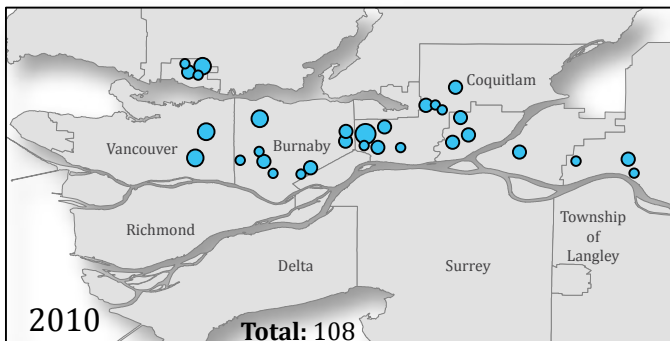 Coquitlam
Vancouver
Burnaby
Richmond
Township
of
Langley
Delta
Surrey
2010
Total: 108